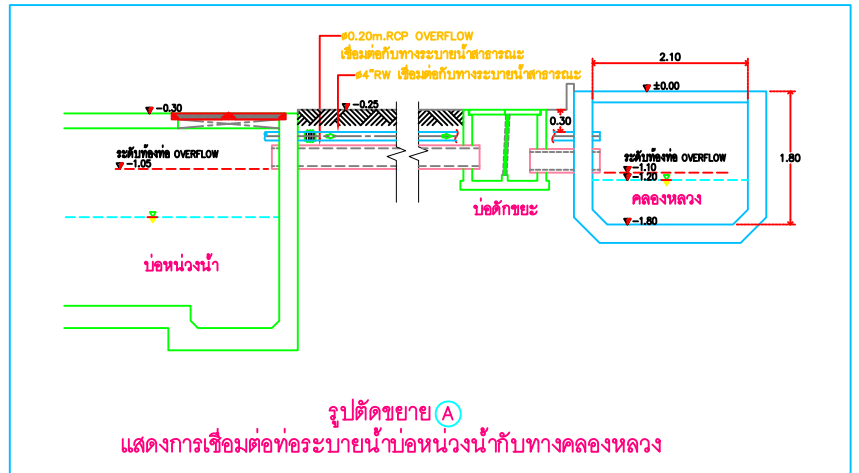 ø0.20m.RCP OVERFLOW
เชื่อมต่อกับทางระบายน้ำสาธารณะ
ø4"RW เชื่อมต่อกับทางระบายน้ำสาธารณะ
2.10
±0.00
-0.30
-0.25
0.30
ระดับท้องท่อ OVERFLOW
-1.05
ระดับท้องท่อ OVERFLOW
-1.10
-1.20
1.80
คลองหลวง
บ่อดักขยะ
-1.80
บ่อหน่วงน้ำ
รูปตัดขยาย A
แสดงการเชื่อมต่อท่อระบายน้ำบ่อหน่วงน้ำกับทางคลองหลวง